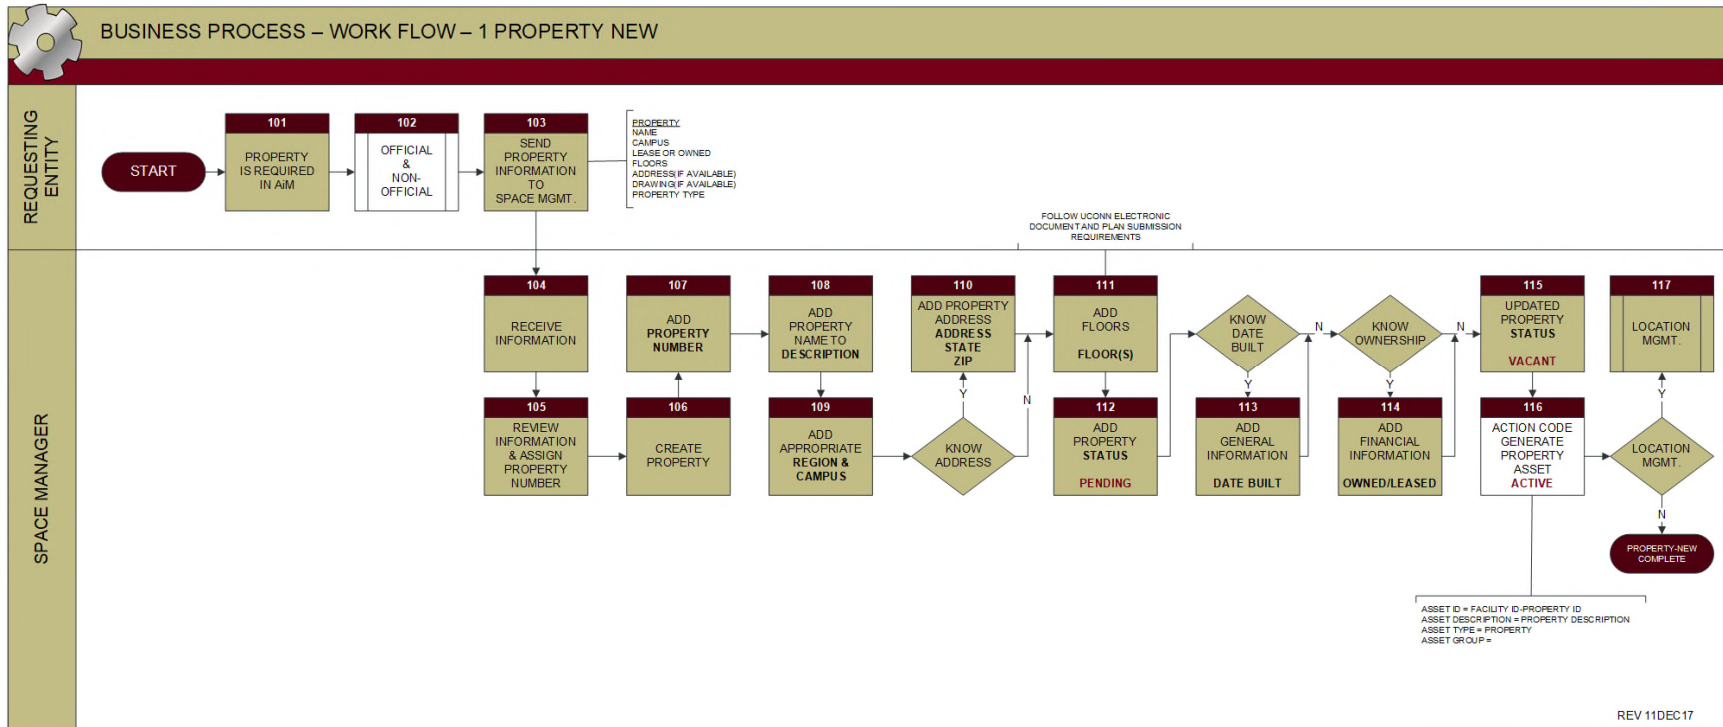 BUSINESS PROCESS – WORK FLOW – 1 PROPERTY NEW
REQUESTING
ENTITY
START
101
PROPERTY
IS REQUIRED
IN AiM
102
OFFICIAL
&
NON-
OFFICIAL
103
SEND
PROPERTY
INFORMATION
TO
SPACE MGMT.
PROPERTY
NAME
CAMPUS
LEASE OR OWNED
FLOORS
ADDRESS(IF AVAILABLE)
DRAWING(IF AVAILABLE)
PROPERTY TYPE
FOLLOW UCONN ELECTRONIC
DOCUMENT AND PLAN SUBMISSION
REQUIREMENTS
SPACE MANAGER
104
RECEIVE
INFORMATION
105
REVIEW
INFORMATION
& ASSIGN
PROPERTY
NUMBER
106
CREATE
PROPERTY
107
ADD
PROPERTY
NUMBER
108
ADD
PROPERTY
NAME TO
DESCRIPTION
109
ADD
APPROPRIATE
REGION &
CAMPUS
KNOW
ADDRESS
Y
N
110
ADD PROPERTY
ADDRESS
ADDRESS
STATE
ZIP
111
ADD
FLOORS
FLOOR(S)
112
ADD
PROPERTY
STATUS
PENDING
KNOW
DATE
BUILT
N
Y
113
ADD
GENERAL
INFORMATION
DATE BUILT
KNOW
OWNERSHIP
N
Y
114
ADD
FINANCIAL
INFORMATION
OWNED/LEASED
115
UPDATED
PROPERTY
STATUS
VACANT
116
ACTION CODE
GENERATE
PROPERTY
ASSET
ACTIVE
117
LOCATION
MGMT.
Y
LOCATION
MGMT.
N
PROPERTY-NEW
COMPLETE
ASSET ID = FACILITY ID-PROPERTY ID
ASSET DESCRIPTION = PROPERTY DESCRIPTION
ASSET TYPE = PROPERTY
ASSET GROUP =
REV 11DEC17